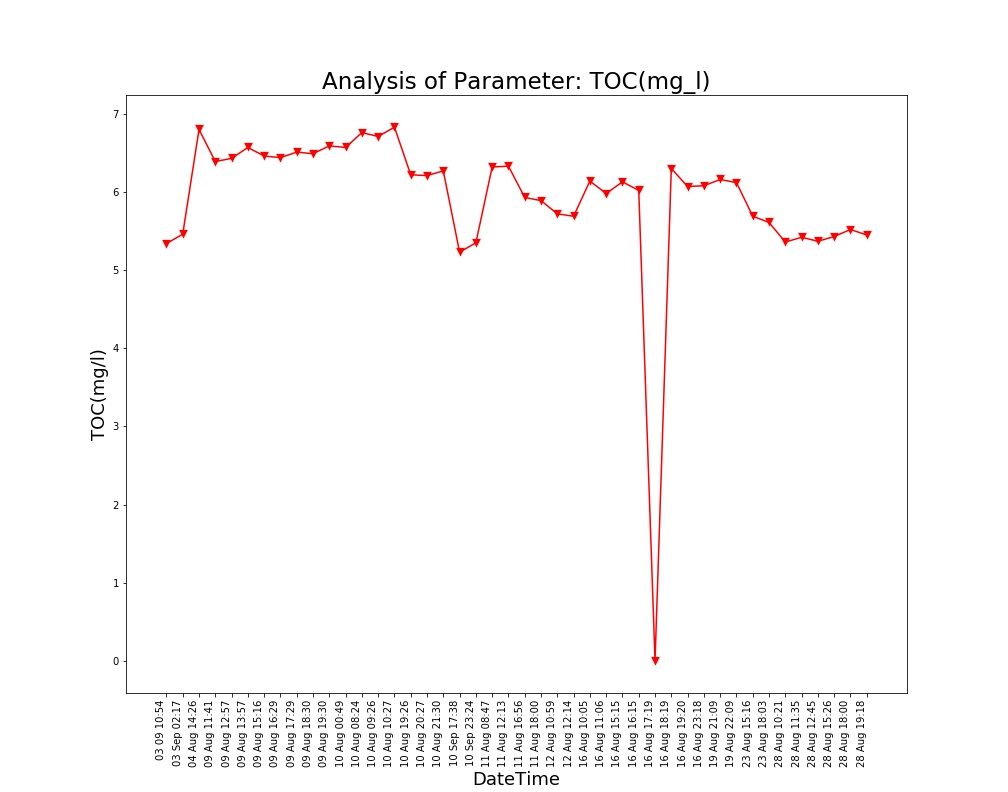 Analysis of Parameter: TOC(mg_l)
TOC(mg/l)
7
6
5
4
3
2
1
0
03 09 10:54
03 Sep 02:17
04 Aug 14:26
09 Aug 11:41
09 Aug 12:57
09 Aug 13:57
09 Aug 15:16
09 Aug 16:29
09 Aug 17:29
09 Aug 18:30
09 Aug 19:30
10 Aug 00:49
10 Aug 08:24
10 Aug 09:26
10 Aug 10:27
10 Aug 19:26
10 Aug 20:27
10 Aug 21:30
10 Sep 17:38
10 Sep 23:24
11 Aug 08:47
11 Aug 12:13
11 Aug 16:56
11 Aug 18:00
12 Aug 10:59
12 Aug 12:14
16 Aug 10:05
16 Aug 11:06
16 Aug 15:15
16 Aug 16:15
16 Aug 17:19
16 Aug 18:19
16 Aug 19:20
16 Aug 23:18
19 Aug 21:09
19 Aug 22:09
23 Aug 15:16
23 Aug 18:03
28 Aug 10:21
28 Aug 11:35
28 Aug 12:45
28 Aug 15:26
28 Aug 18:00
28 Aug 19:18
DateTime